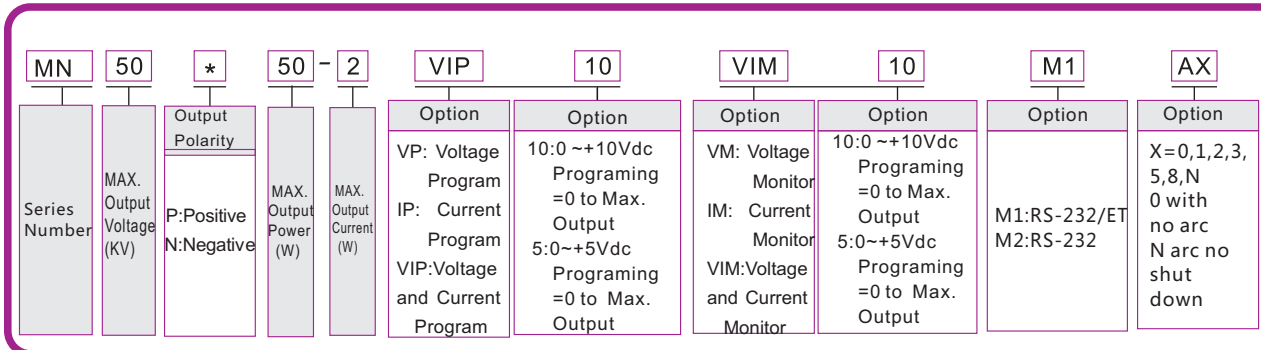 MN 50 * 50 - 2 VIP 10 VIM 10 M1 AX
Series
Number
MAX.
Output
Voltage
(KV)
Output
Polarity
P:Positive
N:Negative
MAX.
Output
Power
(W)
MAX.
Output
Current
(W)
Option
VP: Voltage
Program
IP: Current
Program
VIP:Voltage
and Current
Program
Option
10:0 ~+10Vdc
Programing
=0 to Max.
Output
5:0~+5Vdc
Programing
=0 to Max.
Output
Option
VM: Voltage
Monitor
IM: Current
Monitor
VIM:Voltage
and Current
Monitor
Option
10:0 ~+10Vdc
Programing
=0 to Max.
Output
5:0~+5Vdc
Programing
=0 to Max.
Output
Option
M1:RS-232/ET
M2:RS-232
Option
X=0,1,2,3,
5,8,N
0 with
no arc
N arc no
shut
down